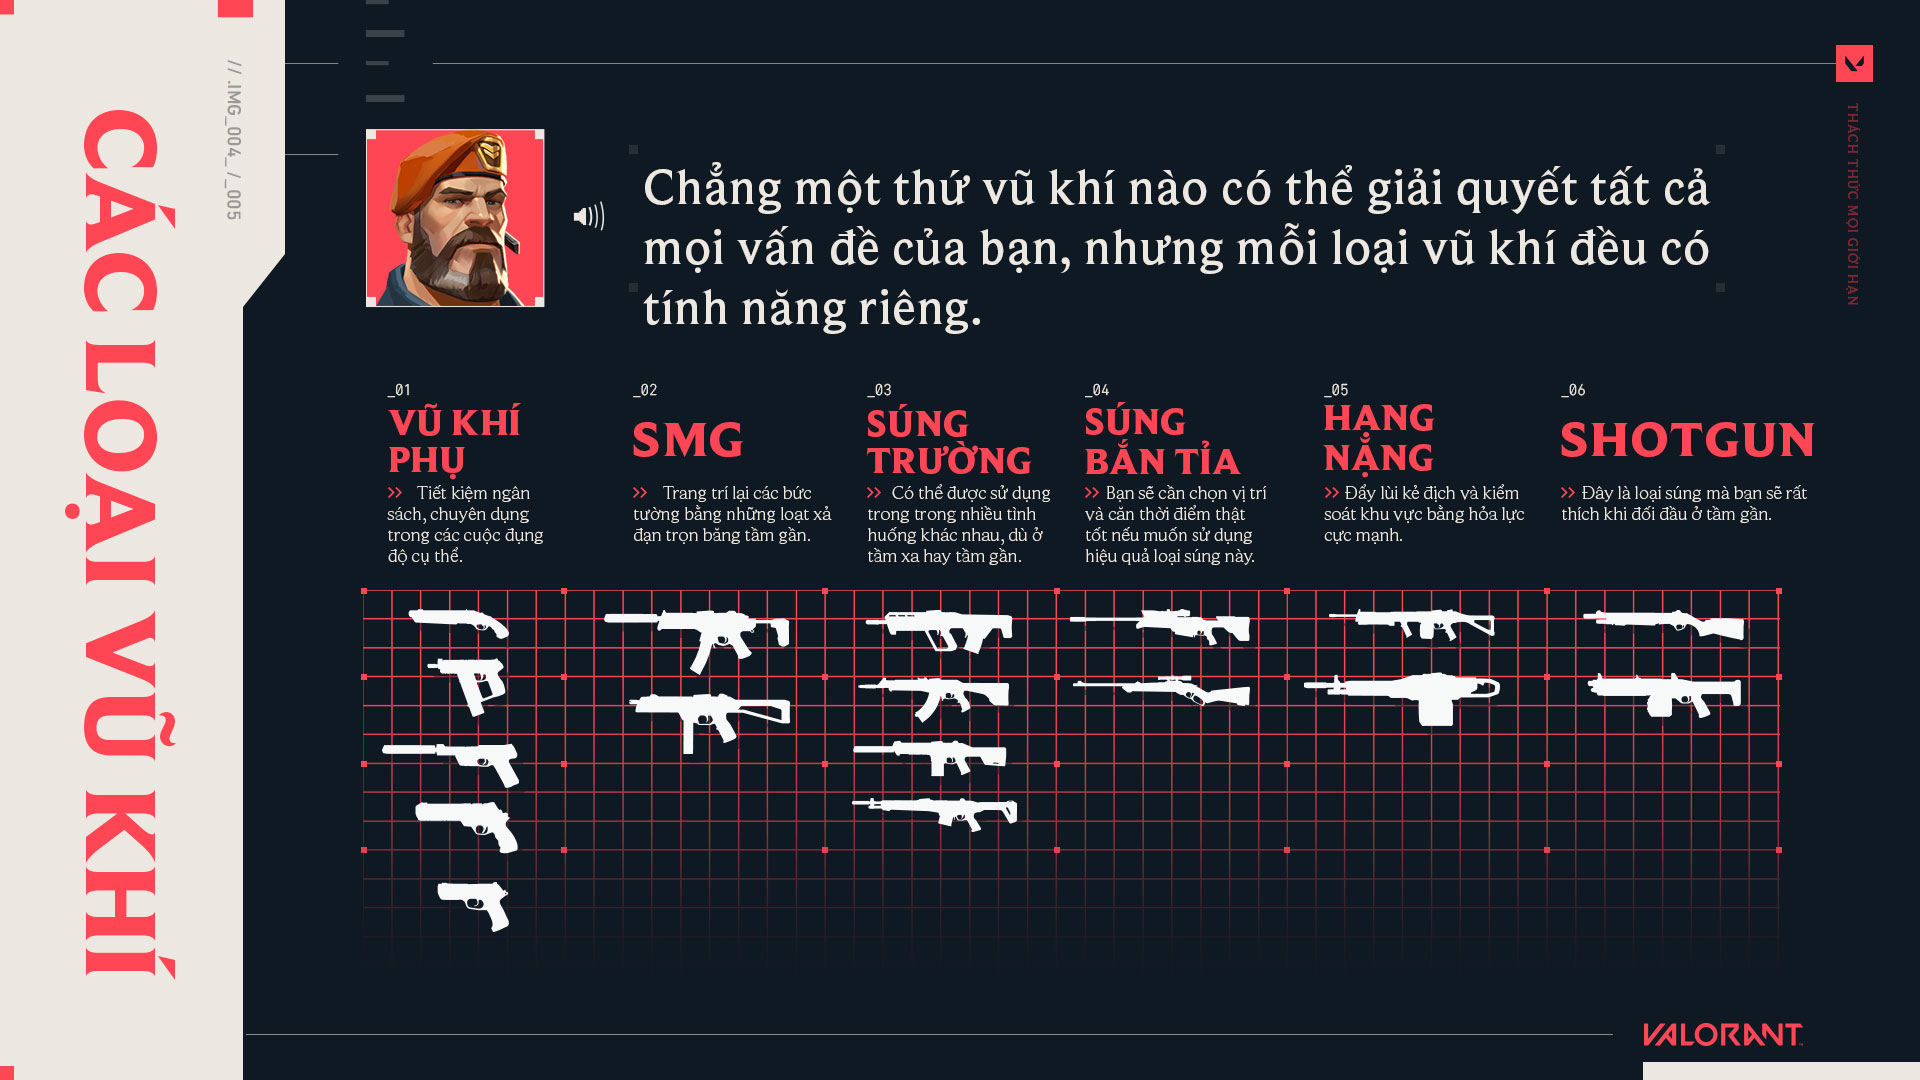 CÁC LOẠI VŨ KHÍ
// .IMG_004_/_005
THÁCH THỨC MỌI GIỚI HẠN
Chẳng một thứ vũ khí nào có thể giải quyết tất cả
mọi vấn đề của bạn, nhưng mỗi loại vũ khí đều có
tính năng riêng.
_01
VŨ KHÍ
PHỤ
>> Tiết kiệm ngân
sách, chuyên dụng
trong các cuộc đụng
độ cụ thể.
_02
SMG
>> Trang trí lại các bức
tường bằng những loạt xả
đạn trọn băng tầm gần.
_03
SÚNG
TRƯỜNG
>> Có thể được sử dụng
trong trong nhiều tình
huống khác nhau, dù ở
tầm xa hay tầm gần.
_04
SÚNG
BẮN TỈA
>> Bạn sẽ cần chọn vị trí
và căn thời điểm thật
tốt nếu muốn sử dụng
hiệu quả loại súng này.
_05
HẠNG
NẶNG
>> Đẩy lùi kẻ địch và kiểm
soát khu vực bằng hỏa lực
cực mạnh.
_06
SHOTGUN
>> Đây là loại súng mà bạn sẽ rất
thích khi đối đầu ở tầm gần.
VALORANT